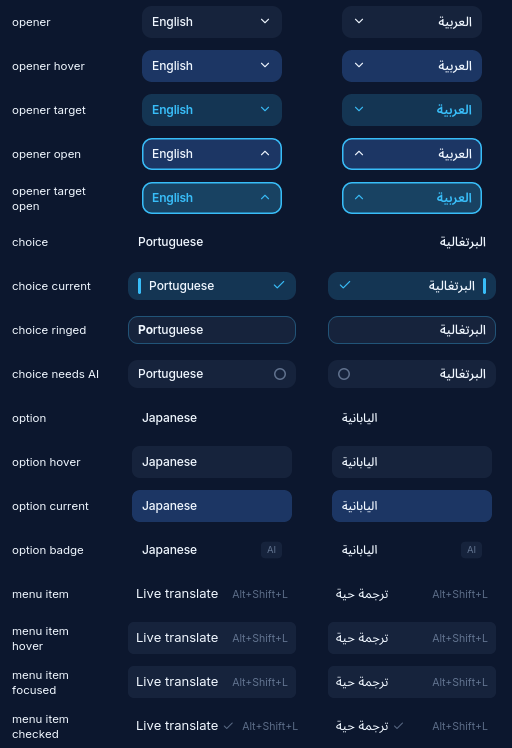 opener English العربية
opener hover English العربية
opener target English العربية
opener open English العربية
opener target
open English العربية
choice Portuguese البرتغالية
choice current Portuguese البرتغالية
choice ringed Portuguese البرتغالية
choice needs AI Portuguese البرتغالية
option Japanese اليابانية
option hover Japanese اليابانية
option current Japanese اليابانية
option badge Japanese AI اليابانية AI
menu item Live translate Alt+Shift+L ترجمة حية Alt+Shift+L
menu item
hover Live translate Alt+Shift+L ترجمة حية Alt+Shift+L
menu item
focused Live translate Alt+Shift+L ترجمة حية Alt+Shift+L
menu item
checked Live translate Alt+Shift+L ترجمة حية Alt+Shift+L